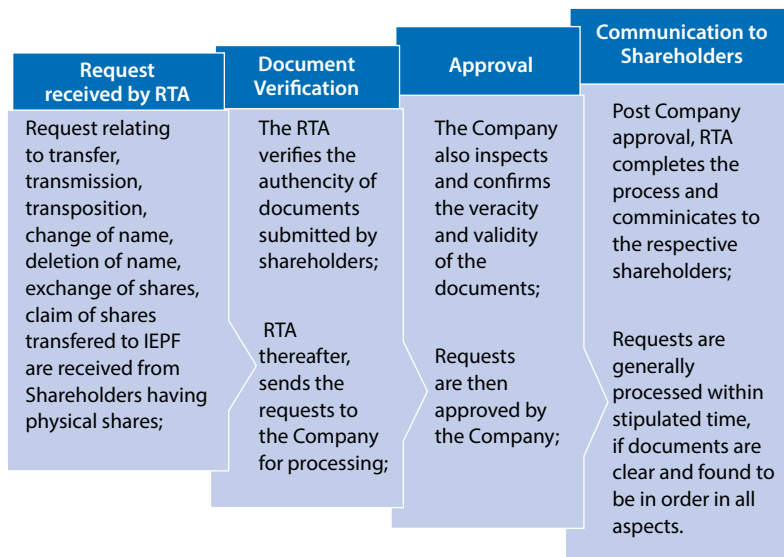 Request
received by RTA
Request relating
to transfer,
transmission,
transposition,
change of name,
deletion of name,
exchange of shares,
claim of shares
transfered to IEPF
are received from
Shareholders having
physical shares;
Document
Verification
The RTA
verifies the
authencity of
documents
submitted by
shareholders;
RTA
thereafter,
sends the
requests to
the Company
for processing;
Approval
The Company
also inspects
and confirms
the veracity
and validity
of the
documents;
Requests
are then
approved by
the Company;
Communication to
Shareholders
Post Company
approval, RTA
completes the
process and
comminicates to
the respective
shareholders;
Requests are
generally
processed within
stipulated time,
if documents are
clear and found to
be in order in all
aspects.